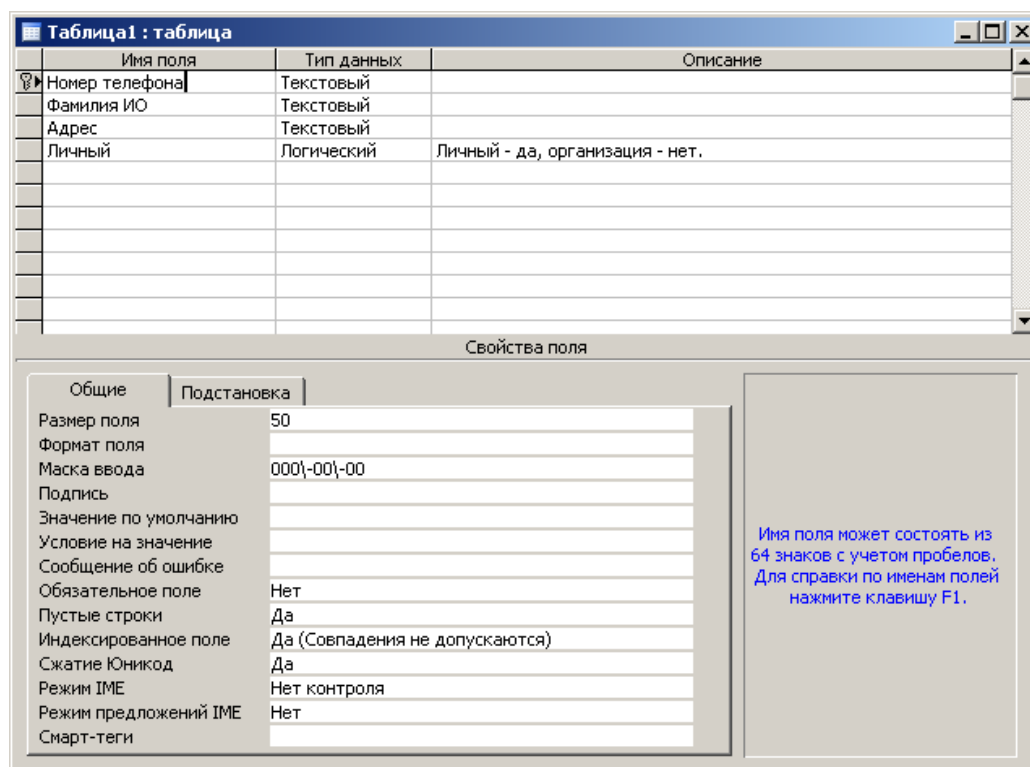 Таблица1 : таблица
Имя поля Тип данных Описание
Номер телефона Текстовый
Фамилия ИО Текстовый
Адрес Текстовый
Личный Логический Личный - да, организация - нет.
Свойства поля
Общие Подстановка
Размер поля 50
Формат поля
Маска ввода 000\-00\-00
Подпись
Значение по умолчанию
Условие на значение
Сообщение об ошибке
Обязательное поле Нет
Пустые строки Да
Индексированное поле Да (Совпадения не допускаются)
Сжатие Юникод Да
Режим IME Нет контроля
Режим предложений IME Нет
Смарт-теги
Имя поля может состоять из
64 знаков с учетом пробелов.
Для справки по именам полей
нажмите клавишу F1.